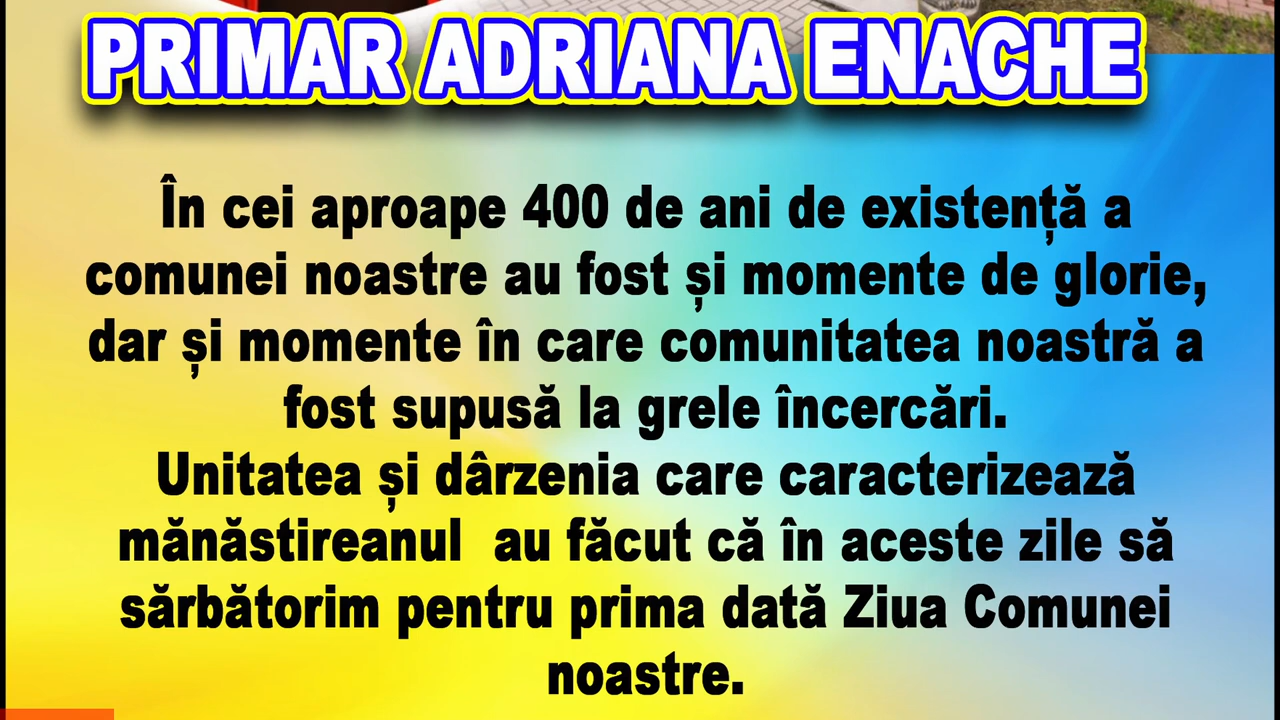 PRIMAR ADRIANA ENACHE
În cei aproape 400 de ani de existență a
comunei noastre au fost și momente de glorie,
dar și momente în care comunitatea noastră a
fost supusă la grele încercări.
Unitatea și dârzenia care caracterizează
mănăstireanul  au făcut că în aceste zile să
sărbătorim pentru prima dată Ziua Comunei
noastre.